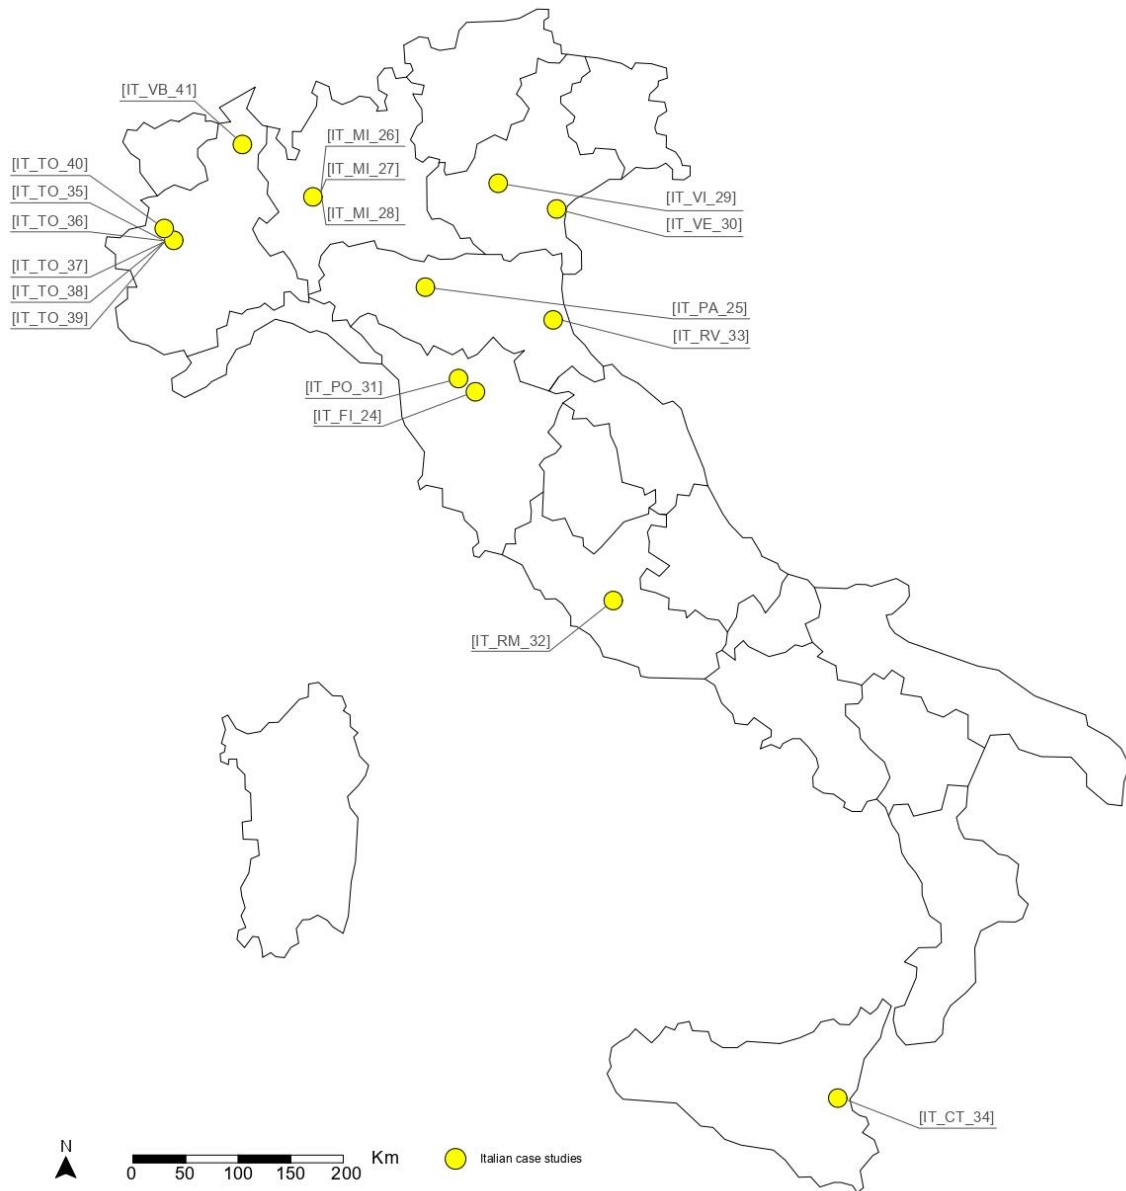 [IT_VB_41]
[IT_MI_26]
[IT_TO_40]
[IT_MI_27]
[IT_TO_35]
[IT_VI_29]
[IT_TO_36]
[IT_MI_28]
[IT_VE_30]
[IT_TO_37]
[IT_TO_38]
[IT_PA_25]
[IT_TO_39]
[IT_RV_33]
[IT_PO_31]
[IT_FI_24]
[IT_RM_32]
[IT_CT_34]
N
Km
Italian case studies
0 50 100 150 200